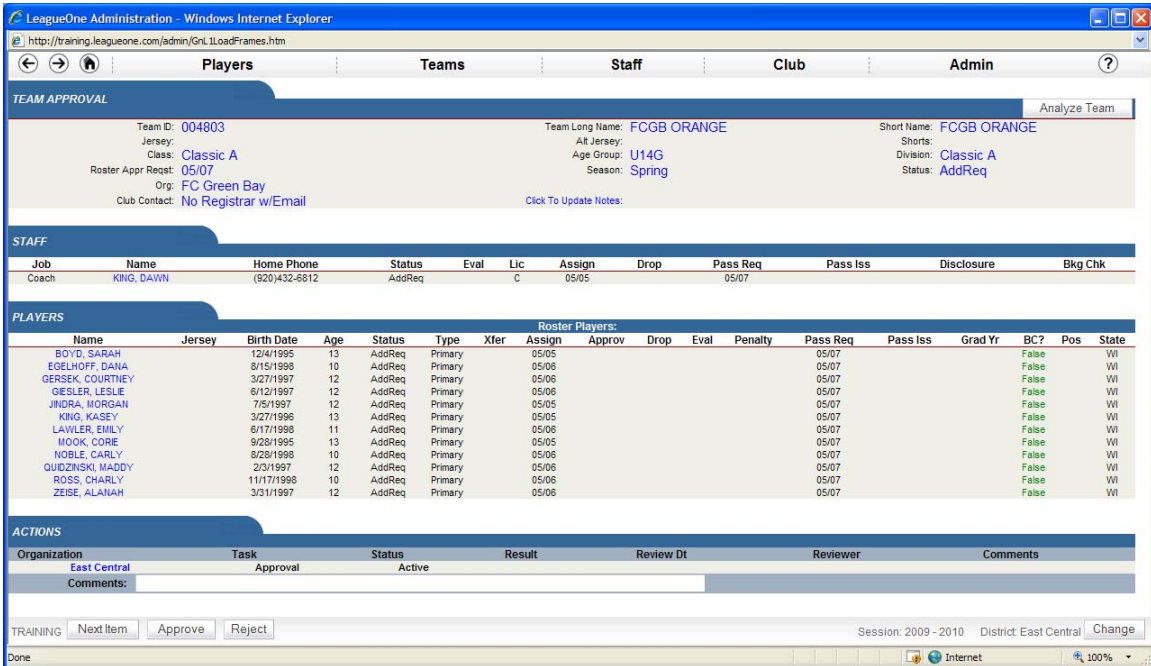 LeagueOne Administration - Windows Internet Explorer
http://training.leagueone.com/admin/GnL1LoadFrames.htm
Players Teams Staff Club Admin ?
TEAM APPROVAL
Analyze Team
Team ID: 004803 Team Long Name: FCGB ORANGE Short Name: FCGB ORANGE
Jersey: Alt Jersey: Shorts:
Class: Classic A Age Group: U14G Division: Classic A
Roster Appr Reqst: 05/07 Season: Spring Status: AddReq
Org: FC Green Bay
Club Contact: No Registrar w/Email Click To Update Notes:
STAFF
Job Name Home Phone Status Eval Lic Assign Drop Pass Req Pass Iss Disclosure Bkg Chk
Coach KING, DAWN (920)432-6812 AddReq C 05/05 05/07
PLAYERS
Roster Players:
Name Jersey Birth Date Age Status Type Xfer Assign Approv Drop Eval Penalty Pass Req Pass Iss Grad Yr BC? Pos State
BOYD, SARAH 12/4/1995 13 AddReq Primary 05/05 05/07 False WI
EGELHOFF, DANA 8/15/1998 10 AddReq Primary 05/06 05/07 False WI
GERSEK, COURTNEY 3/27/1997 12 AddReq Primary 05/06 05/07 False WI
GIESLER, LESLIE 6/12/1997 12 AddReq Primary 05/06 05/07 False WI
JINDRA, MORGAN 7/5/1997 12 AddReq Primary 05/05 05/07 False WI
KING, KASEY 3/27/1996 13 AddReq Primary 05/05 05/07 False WI
LAWLER, EMILY 6/17/1998 11 AddReq Primary 05/06 05/07 False WI
MOOK, CORIE 9/28/1995 13 AddReq Primary 05/05 05/07 False WI
NOBLE, CARLY 8/28/1998 10 AddReq Primary 05/06 05/07 False WI
QUIDZINSKI, MADDY 2/3/1997 12 AddReq Primary 05/06 05/07 False WI
ROSS, CHARLY 11/17/1998 10 AddReq Primary 05/06 05/07 False WI
ZEISE, ALANAH 3/31/1997 12 AddReq Primary 05/06 05/07 False WI
ACTIONS
Organization Task Status Result Review Dt Reviewer Comments
East Central Approval Active
Comments:
TRAINING Next Item Approve Reject Session: 2009 - 2010 District: East Central Change
Done Internet 100%